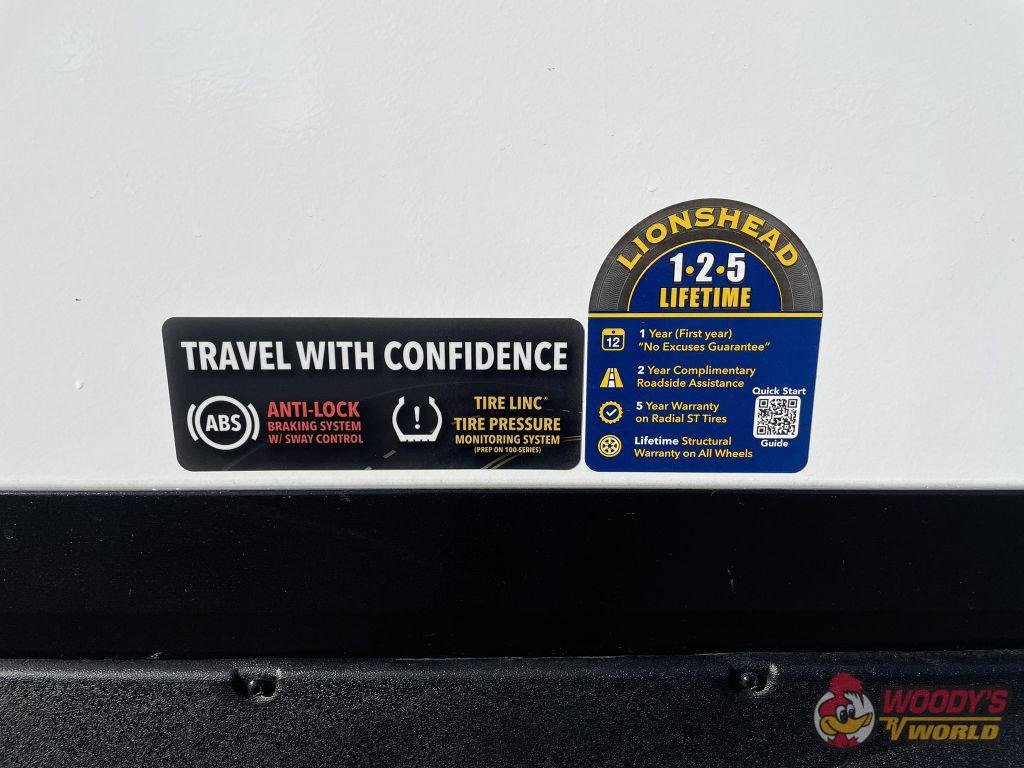 TRAVEL WITH CONFIDENCE
ABS
ANTI-LOCK
BRAKING SYSTEM
W/ SWAY CONTROL
TIRE LINC®
TIRE PRESSURE
MONITORING SYSTEM
(PREP ON 100-SERIES)
LIONSHEAD
1•2•5
LIFETIME
12
1 Year (First year)
"No Excuses Guarantee"
2 Year Complimentary
Roadside Assistance
5 Year Warranty
on Radial ST Tires
Lifetime Structural
Warranty on All Wheels
Quick Start
Guide
WOODY'S
RV WORLD